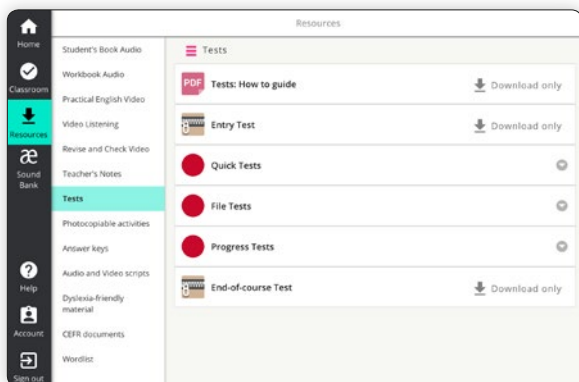 Resources
Home
Classroom
Resources
æ
Sound
Bank
Help
Account
Sign out
Student's Book Audio
Workbook Audio
Practical English Video
Video Listening
Revise and Check Video
Teacher's Notes
Tests
Photocopiable activities
Answer keys
Audio and Video scripts
Dyslexia-friendly
material
CEFR documents
Wordlist
Tests
PDF Tests: How to guide Download only
Entry Test Download only
Quick Tests
File Tests
Progress Tests
End-of-course Test Download only